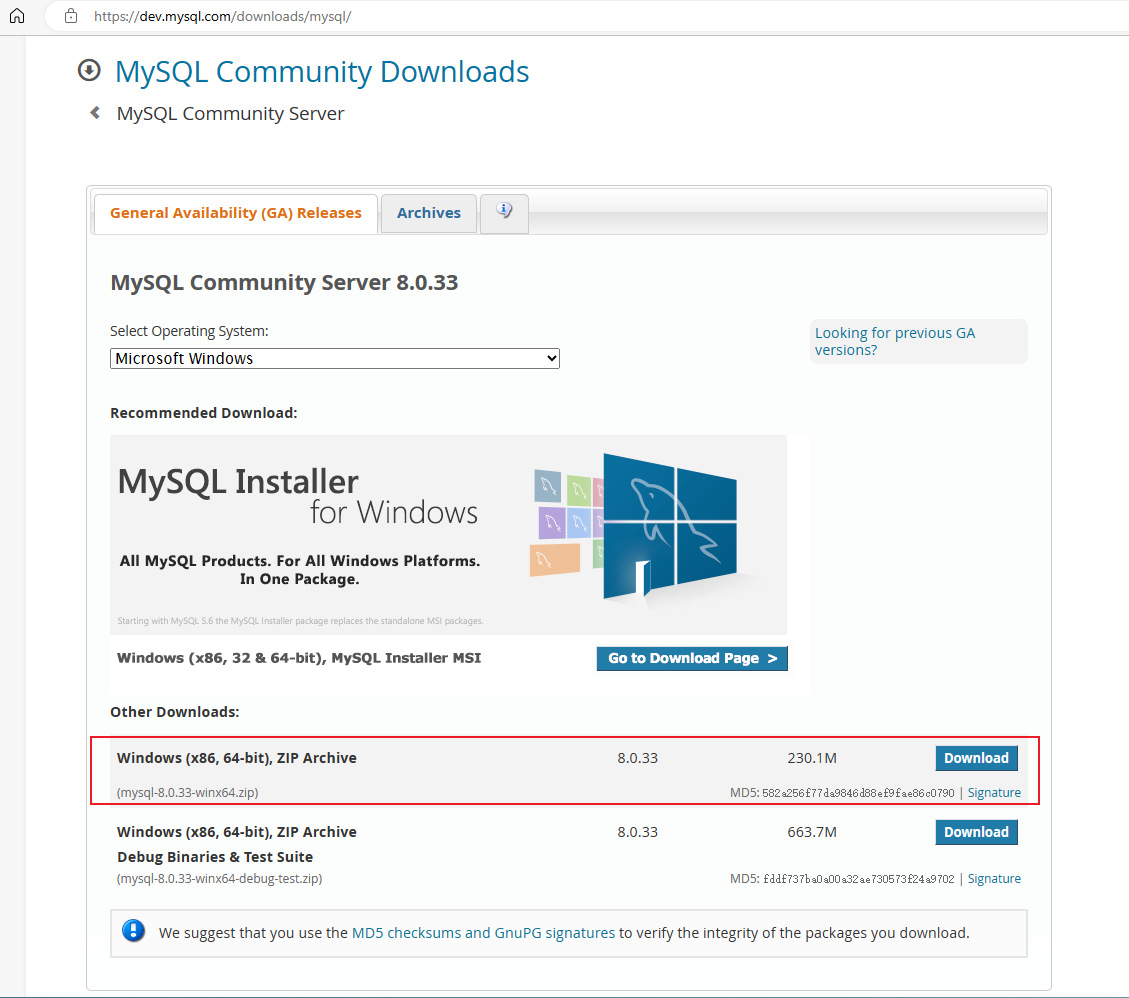 https://dev.mysql.com/downloads/mysql/
MySQL Community Downloads
MySQL Community Server
General Availability (GA) Releases
Archives
MySQL Community Server 8.0.33
Select Operating System:
Looking for previous GA
versions?
Microsoft Windows
Recommended Download:
MySQL Installer
for Windows
All MySQL Products. For All Windows Platforms.
In One Package.
Starting with MySQL 5.6 the MySQL Installer package replaces the standalone MSI packages.
Windows (x86, 32 & 64-bit), MySQL Installer MSI
Go to Download Page >
Other Downloads:
Windows (x86, 64-bit), ZIP Archive 8.0.33 230.1M Download
(mysql-8.0.33-winx64.zip) MD5: 582a256f77da9846d88ef9fae86c0790 | Signature
Windows (x86, 64-bit), ZIP Archive 8.0.33 663.7M Download
Debug Binaries & Test Suite
(mysql-8.0.33-winx64-debug-test.zip) MD5: fddf737ba0a00a32ae730573f24a9702 | Signature
We suggest that you use the MD5 checksums and GnuPG signatures to verify the integrity of the packages you download.